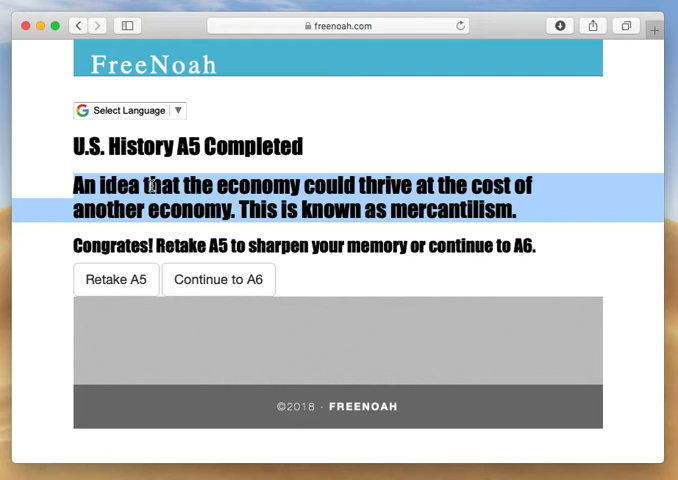 freenoah.com
FreeNoah
Select Language
U.S. History A5 Completed
An idea that the economy could thrive at the cost of
another economy. This is known as mercantilism.
Congrates! Retake A5 to sharpen your memory or continue to A6.
Retake A5 Continue to A6
©2018 · FREENOAH